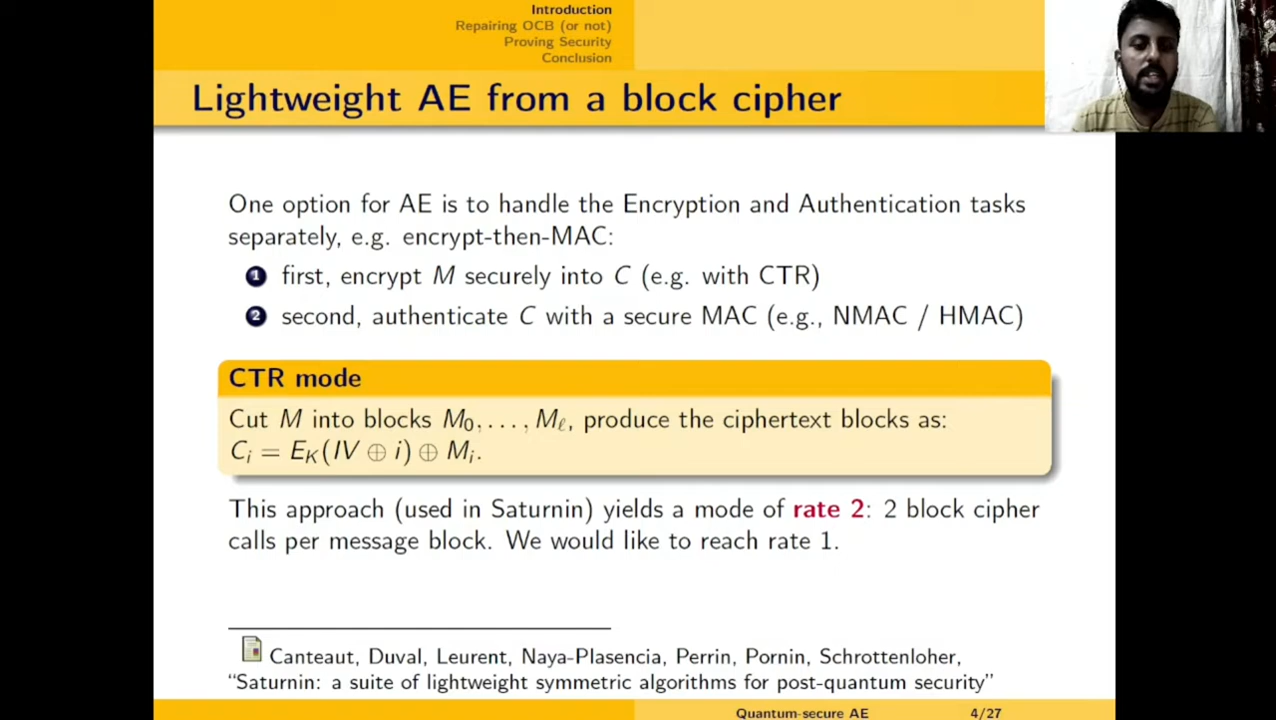 Introduction
Repairing OCB (or not)
Proving Security
Conclusion
Lightweight AE from a block cipher
One option for AE is to handle the Encryption and Authentication tasks
separately, e.g. encrypt-then-MAC:
1 first, encrypt M securely into C (e.g. with CTR)
2 second, authenticate C with a secure MAC (e.g., NMAC / HMAC)
CTR mode
Cut M into blocks M₀, . . . , Mℓ, produce the ciphertext blocks as:
Cᵢ = E_K(IV ⊕ i) ⊕ Mᵢ.
This approach (used in Saturnin) yields a mode of rate 2: 2 block cipher
calls per message block. We would like to reach rate 1.
Canteaut, Duval, Leurent, Naya-Plasencia, Perrin, Pornin, Schrottenloher,
“Saturnin: a suite of lightweight symmetric algorithms for post-quantum security”
Quantum-secure AE 4/27